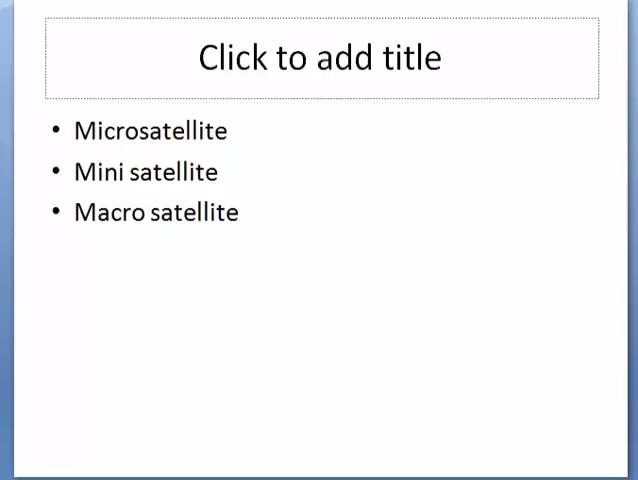 Click to add title
• Microsatellite
• Mini satellite
• Macro satellite